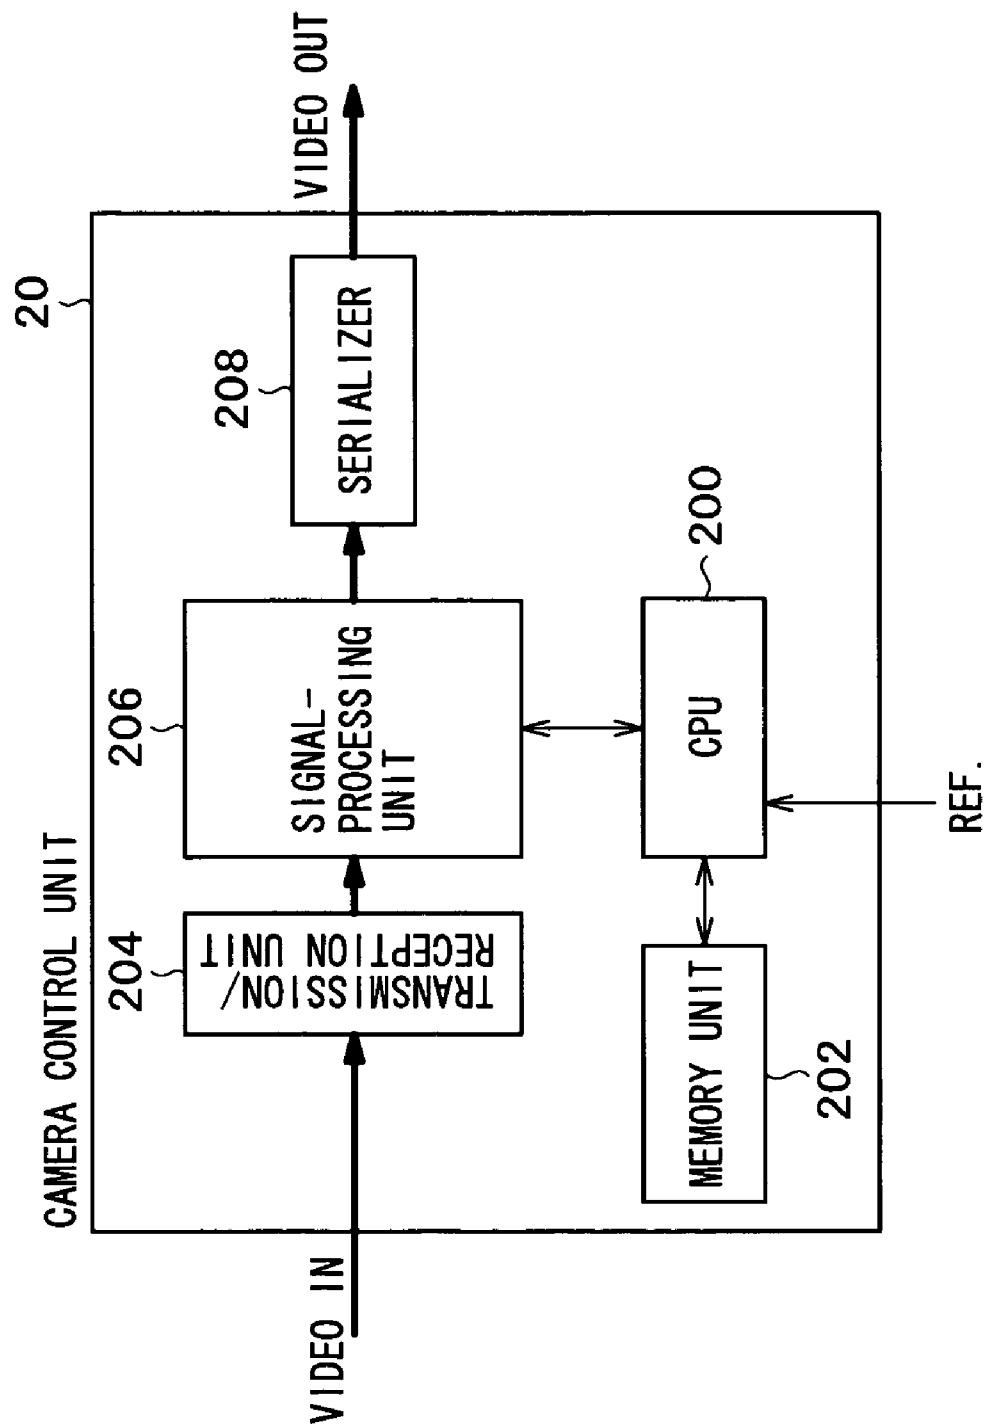 CAMERA CONTROL UNIT
20
VIDEO IN
204
TRANSMISSION/
RECEPTION UNIT
206
SIGNAL-
PROCESSING
UNIT
208
SERIALIZER
VIDEO OUT
MEMORY UNIT
202
CPU
200
REF.